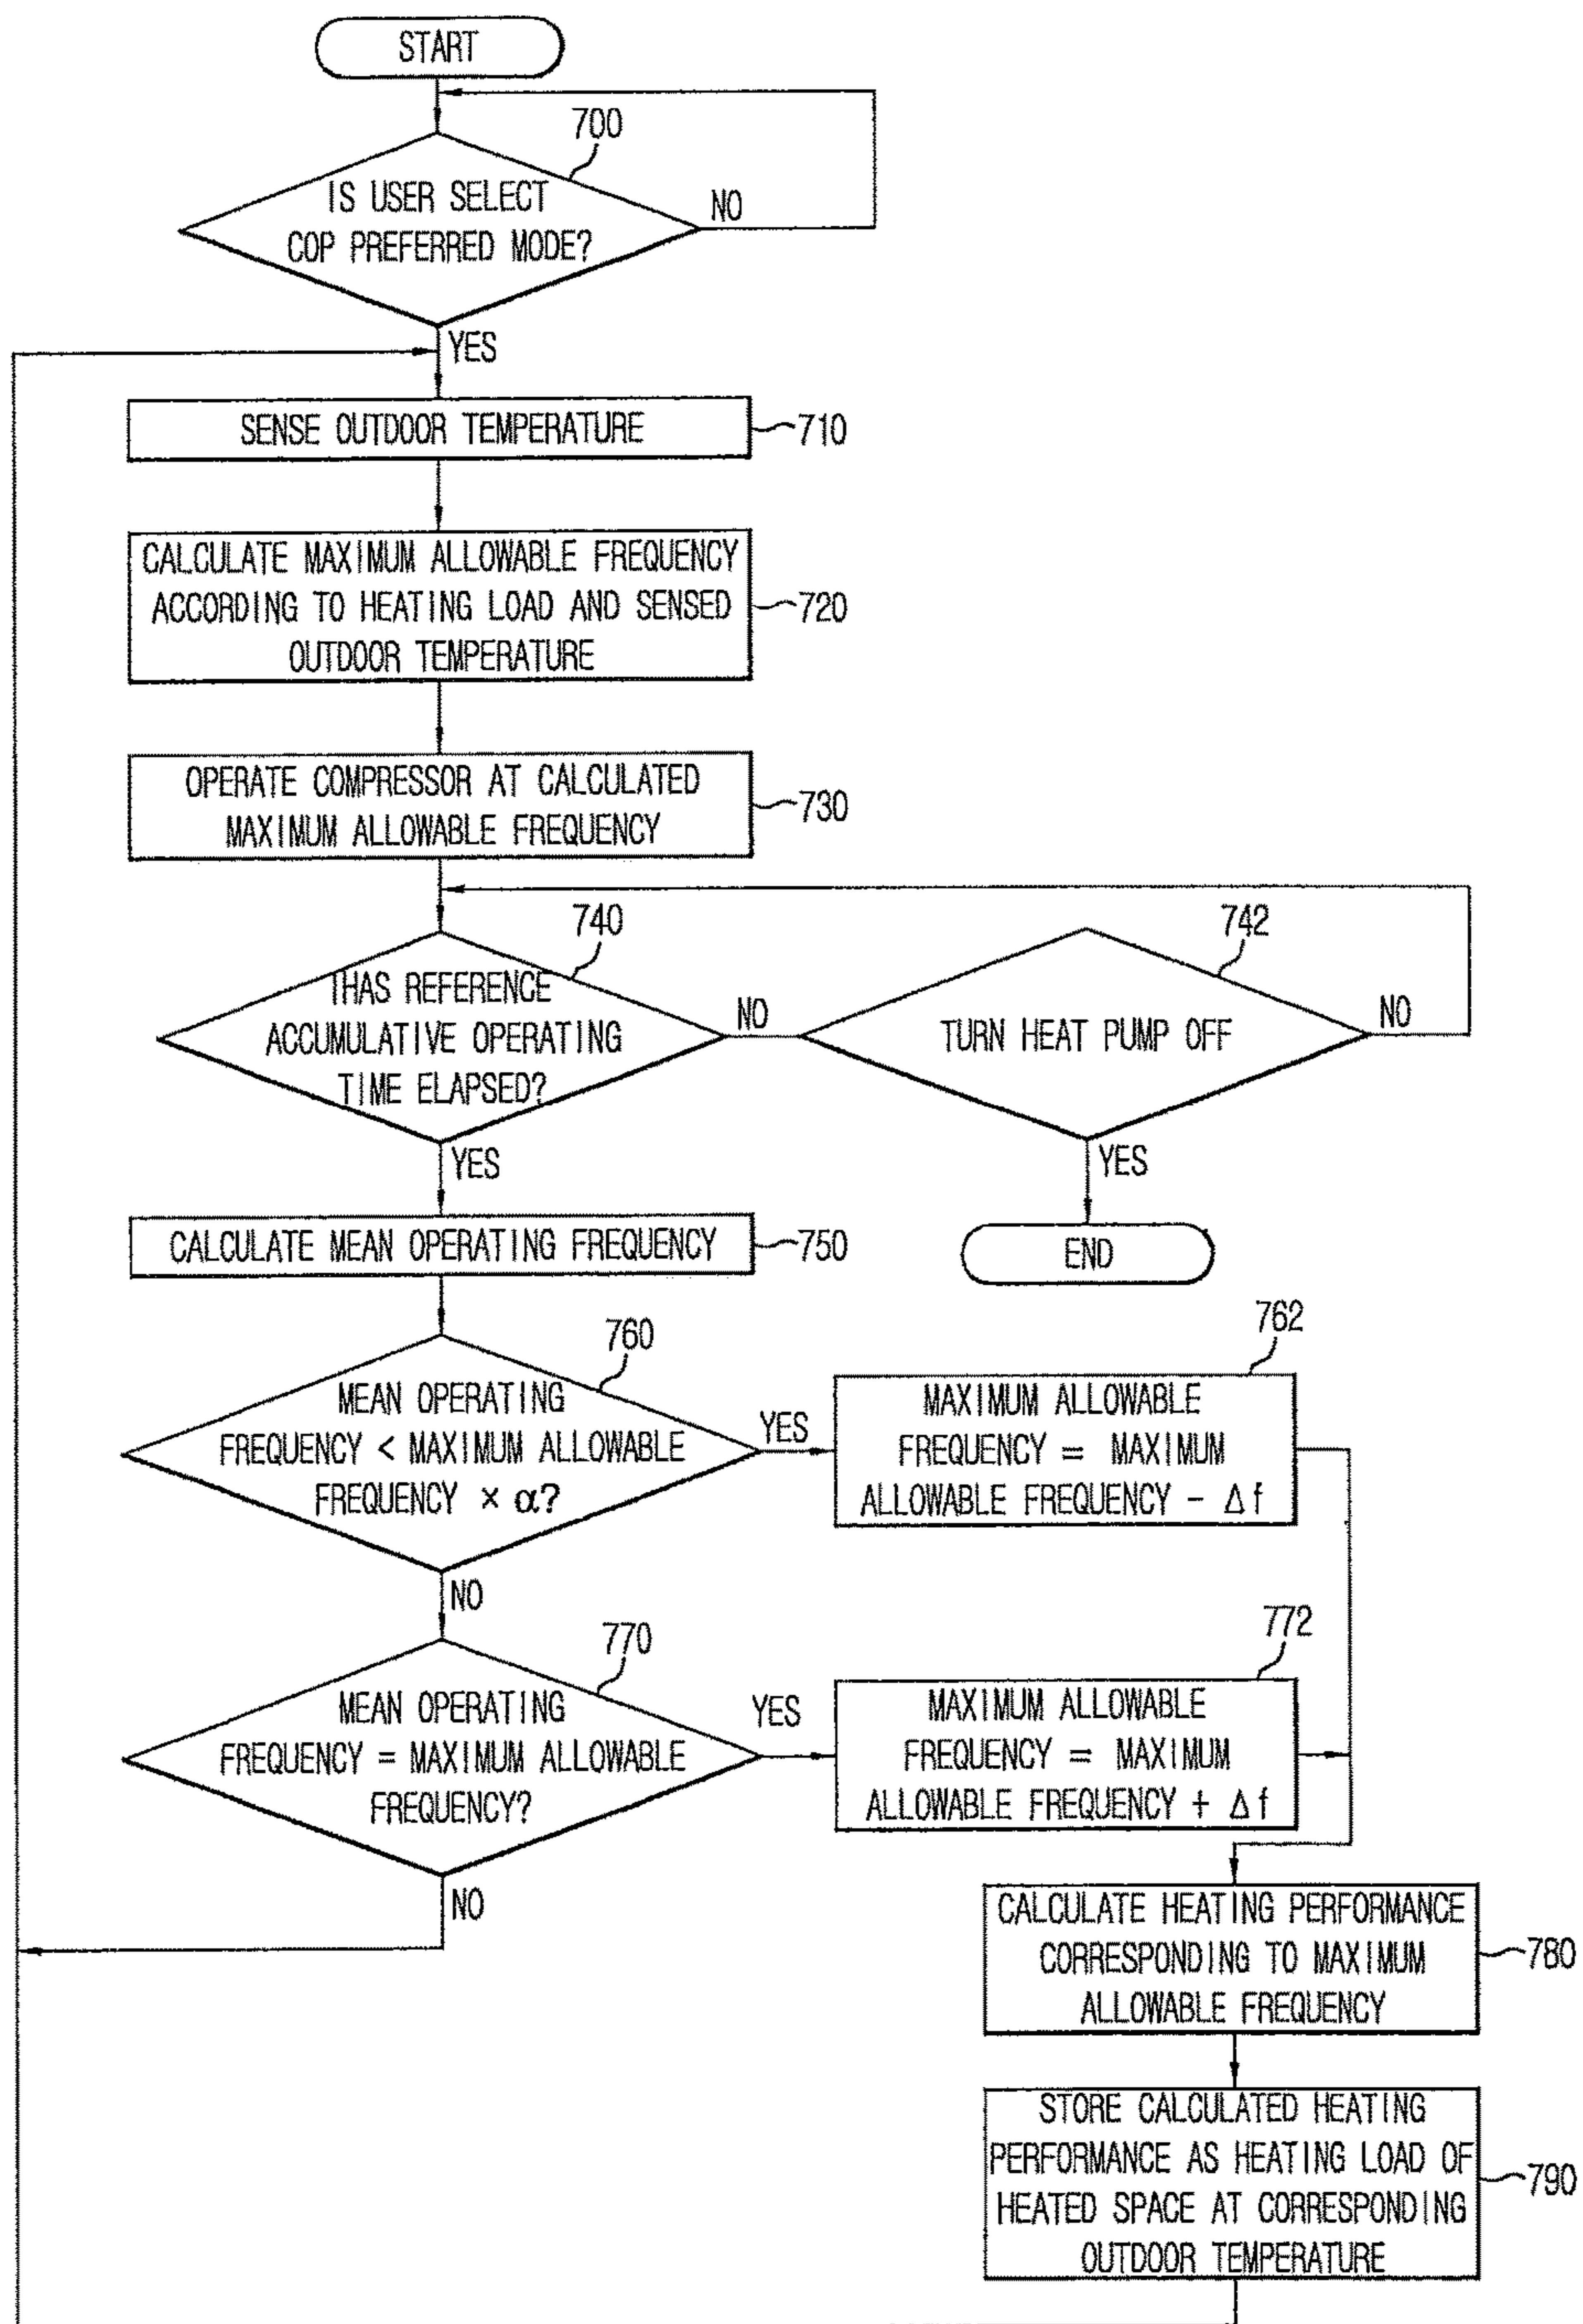 START
700
IS USER SELECT
COP PREFERRED MODE?
NO
YES
SENSE OUTDOOR TEMPERATURE
710
CALCULATE MAXIMUM ALLOWABLE FREQUENCY
ACCORDING TO HEATING LOAD AND SENSED
OUTDOOR TEMPERATURE
720
OPERATE COMPRESSOR AT CALCULATED
MAXIMUM ALLOWABLE FREQUENCY
730
740
THAS REFERENCE
ACCUMULATIVE OPERATING
TIME ELAPSED?
NO
742
TURN HEAT PUMP OFF
NO
YES
YES
END
CALCULATE MEAN OPERATING FREQUENCY
750
760
MEAN OPERATING
FREQUENCY < MAXIMUM ALLOWABLE
FREQUENCY × α?
YES
762
MAXIMUM ALLOWABLE
FREQUENCY = MAXIMUM
ALLOWABLE FREQUENCY - Δf
NO
770
MEAN OPERATING
FREQUENCY = MAXIMUM ALLOWABLE
FREQUENCY?
YES
772
MAXIMUM ALLOWABLE
FREQUENCY = MAXIMUM
ALLOWABLE FREQUENCY + Δf
NO
CALCULATE HEATING PERFORMANCE
CORRESPONDING TO MAXIMUM
ALLOWABLE FREQUENCY
780
STORE CALCULATED HEATING
PERFORMANCE AS HEATING LOAD OF
HEATED SPACE AT CORRESPONDING
OUTDOOR TEMPERATURE
790